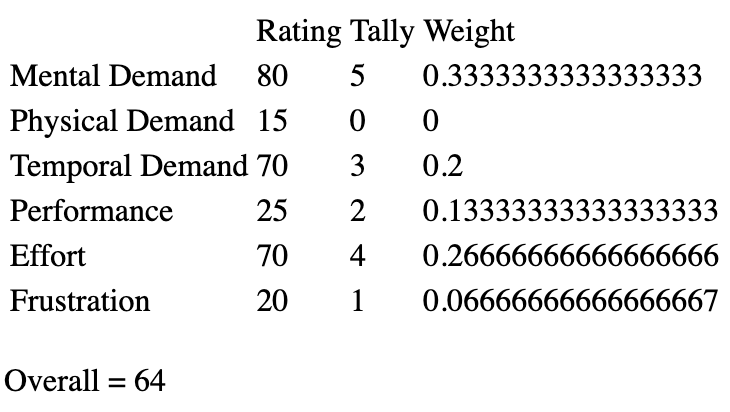 Rating Tally Weight
Mental Demand 80 5 0.3333333333333333
Physical Demand 15 0 0
Temporal Demand 70 3 0.2
Performance 25 2 0.13333333333333333
Effort 70 4 0.26666666666666666
Frustration 20 1 0.06666666666666667
Overall = 64